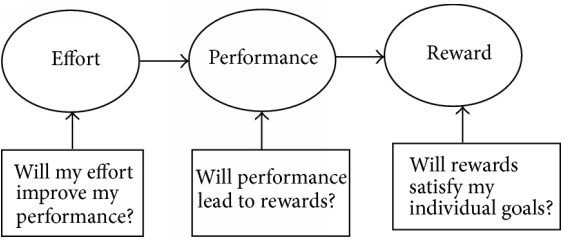 Effort
Performance
Reward
Will my effort
improve my
performance?
Will performance
lead to rewards?
Will rewards
satisfy my
individual goals?